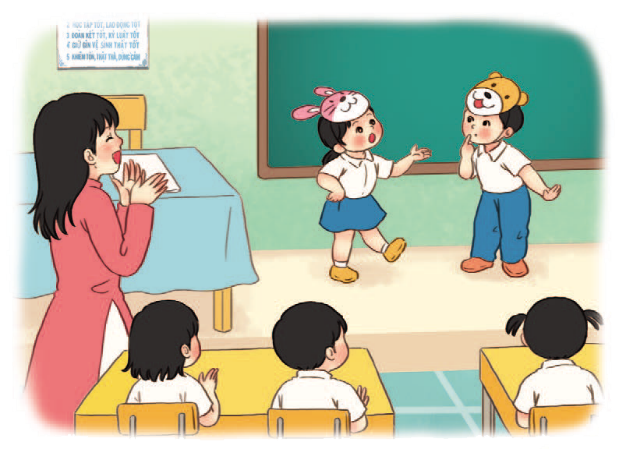 2 HỌC TẬP TỐT, LAO ĐỘNG TỐT
3 ĐOÀN KẾT TỐT, KỶ LUẬT TỐT
4 GIỮ GÌN VỆ SINH THẬT TỐT
5 KHIÊM TỐN, THẬT THÀ, DŨNG CẢM